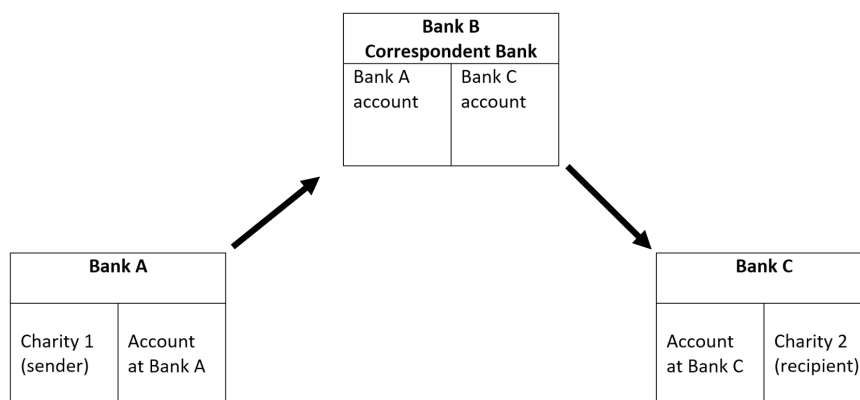 Bank B
Correspondent Bank
Bank A
account
Bank C
account
Bank A
Charity 1
(sender)
Account
at Bank A
Bank C
Account
at Bank C
Charity 2
(recipient)